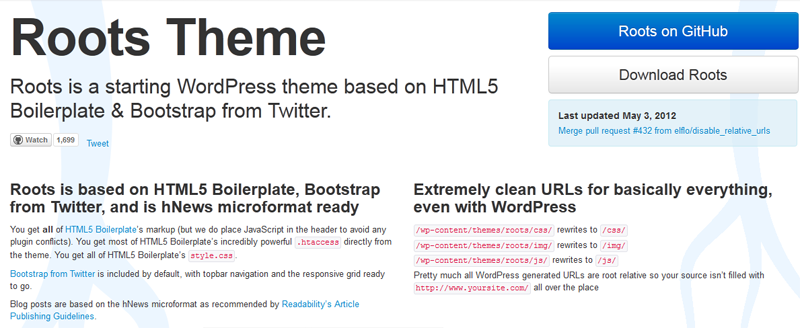 Roots Theme
Roots is a starting WordPress theme based on HTML5
Boilerplate & Bootstrap from Twitter.
Watch 1,699 Tweet
Roots on GitHub
Download Roots
Last updated May 3, 2012
Merge pull request #432 from elflo/disable_relative_urls
Roots is based on HTML5 Boilerplate, Bootstrap
from Twitter, and is hNews microformat ready
You get all of HTML5 Boilerplate's markup (but we do place JavaScript in the header to avoid any
plugin conflicts). You get most of HTML5 Boilerplate's incredibly powerful .htaccess directly from
the theme. You get all of HTML5 Boilerplate's style.css.
Bootstrap from Twitter is included by default, with topbar navigation and the responsive grid ready
to go.
Blog posts are based on the hNews microformat as recommended by Readability's Article
Publishing Guidelines.
Extremely clean URLs for basically everything,
even with WordPress
/wp-content/themes/roots/css/ rewrites to /css/
/wp-content/themes/roots/img/ rewrites to /img/
/wp-content/themes/roots/js/ rewrites to /js/
Pretty much all WordPress generated URLs are root relative so your source isn't filled with
http://www.yoursite.com/ all over the place